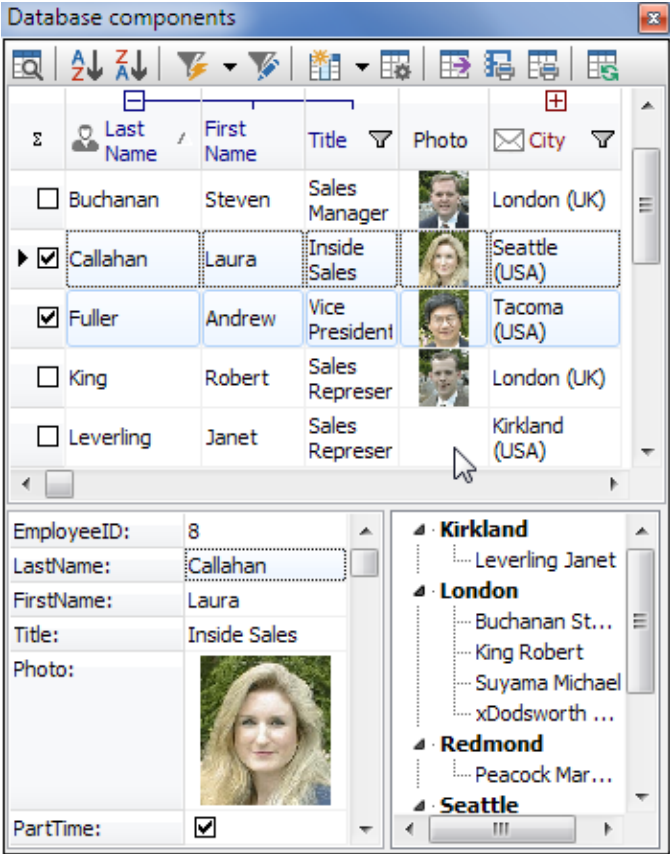 Database components
Σ Last Name First Name Title Photo City
Buchanan Steven Sales Manager London (UK)
Callahan Laura Inside Sales Seattle (USA)
Fuller Andrew Vice President London Tacoma (USA)
King Robert Sales Represer London (UK)
Leverling Janet Sales Represer Kirkland (USA)
EmployeeID: 8
LastName: Callahan
FirstName: Laura
Title: Inside Sales
Photo:
PartTime:
Kirkland
Leverling Janet
London
Buchanan St...
King Robert
Suyama Michael
xDodsworth ...
Redmond
Peacock Mar...
Seattle